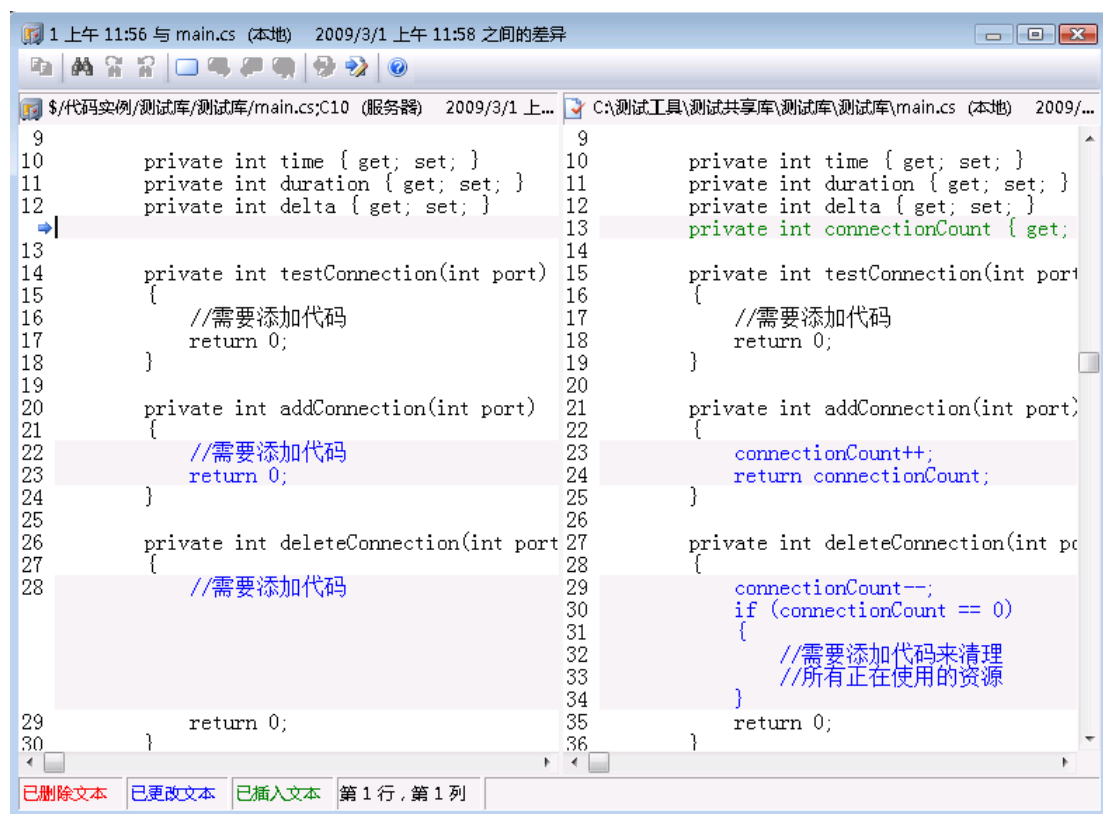 1 上午 11:56 与 main.cs (本地) 2009/3/1 上午 11:58 之间的差异
$/代码实例/测试库/测试库/main.cs;C10 (服务器) 2009/3/1 上...
9
10 private int time { get; set; }
11 private int duration { get; set; }
12 private int delta { get; set; }
13
14 private int testConnection(int port)
15 {
16 //需要添加代码
17 return 0;
18 }
19
20 private int addConnection(int port)
21 {
22 //需要添加代码
23 return 0;
24 }
25
26 private int deleteConnection(int port
27 {
28 //需要添加代码
29 return 0;
30 }
C:\测试工具\测试共享库\测试库\测试库\main.cs (本地) 2009/...
9
10 private int time { get; set; }
11 private int duration { get; set; }
12 private int delta { get; set; }
13 private int connectionCount { get;
14
15 private int testConnection(int port
16 {
17 //需要添加代码
18 return 0;
19 }
20
21 private int addConnection(int port)
22 {
23 connectionCount++;
24 return connectionCount;
25 }
26
27 private int deleteConnection(int po
28 {
29 connectionCount--;
30 if (connectionCount == 0)
31 {
32 //需要添加代码来清理
33 //所有正在使用的资源
34 }
35 return 0;
36 }
已删除文本 已更改文本 已插入文本 第 1 行 , 第 1 列